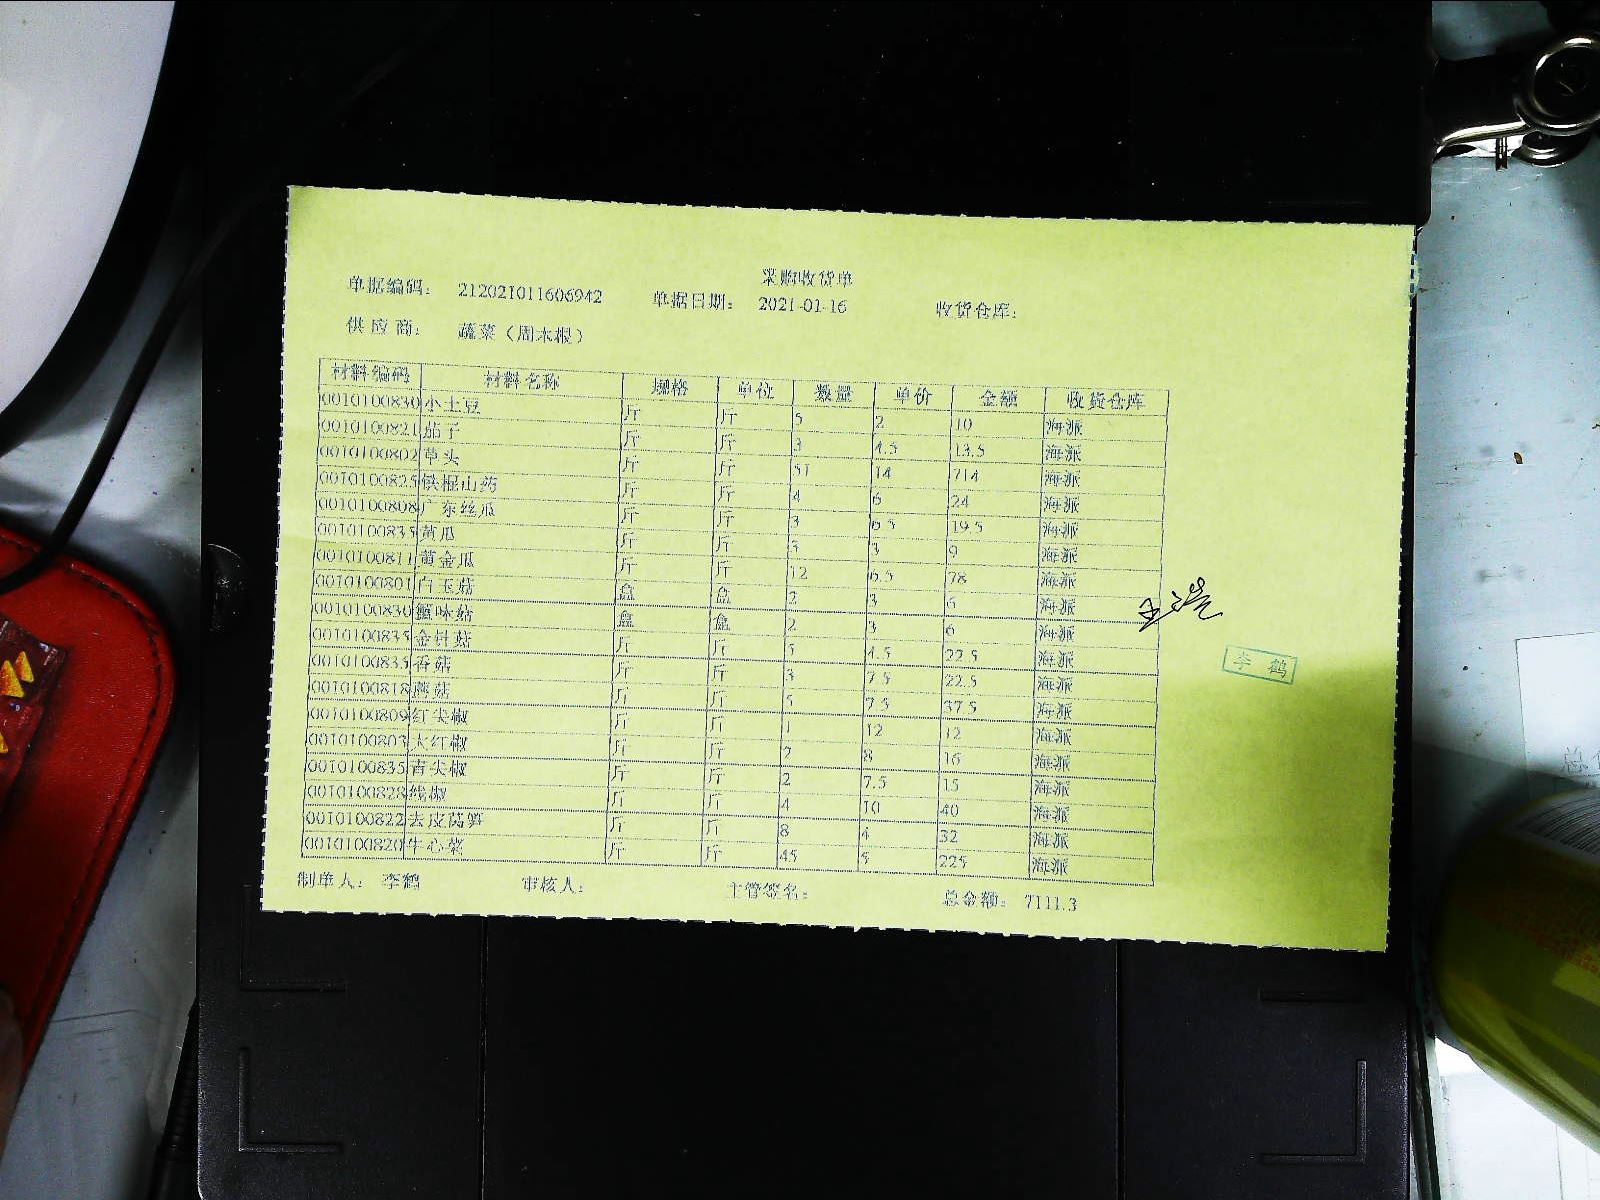 采购收货单
单据编码: 212021011606942 单据日期: 2021-01-16 收货仓库:
供应商: 蔬菜(周木根)
材料编码 材料名称 规格 单位 数量 单价 金额 收货仓库
0010100830 小土豆 斤 斤 5 2 10 海派
0010100821 茄子 斤 斤 3 4.5 13.5 海派
0010100802 草头 斤 斤 51 14 714 海派
0010100825 铁棍山药 斤 斤 4 6 24 海派
0010100808 广东丝瓜 斤 斤 3 6.5 19.5 海派
0010100835 黄瓜 斤 斤 3 3 9 海派
0010100811 黄金瓜 斤 斤 12 6.5 78 海派
0010100801 白玉菇 盒 盒 2 3 6 海派
0010100830 蟹味菇 盒 盒 2 3 6 海派
0010100835 金针菇 斤 斤 5 4.5 22.5 海派
0010100835 香菇 斤 斤 3 7.5 22.5 海派
0010100818 蘑菇 斤 斤 5 7.5 37.5 海派
0010100809 红尖椒 斤 斤 1 12 12 海派
0010100803 大红椒 斤 斤 2 8 16 海派
0010100835 青尖椒 斤 斤 2 7.5 15 海派
0010100828 线椒 斤 斤 4 10 40 海派
0010100822 去皮莴笋 斤 斤 8 4 32 海派
0010100820 牛心菜 斤 斤 45 5 225 海派
李鹤
制单人: 李鹤 审核人: 主管签名: 总金额: 7111.3